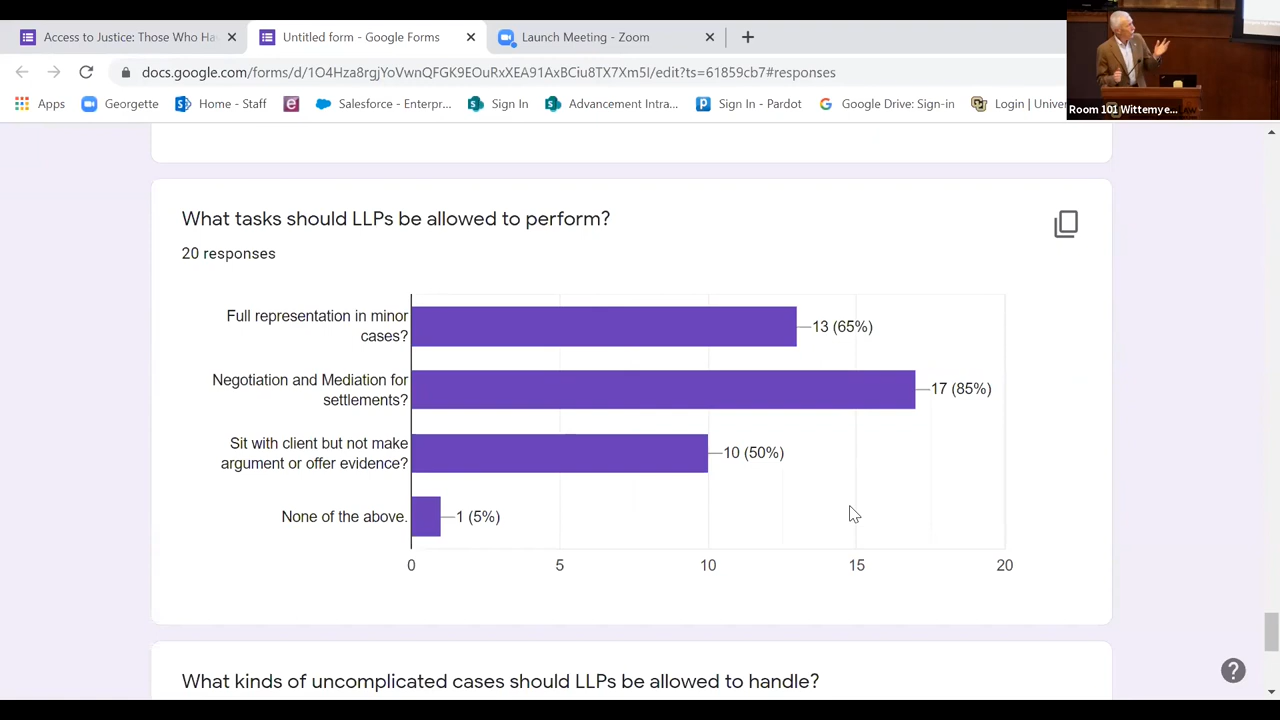 Access to Justice: Those Who Hav
Untitled form - Google Forms
Launch Meeting - Zoom
docs.google.com/forms/d/1O4Hza8rgjYoVwnQFGK9EOuRxXEA91AxBCiu8TX7Xm5I/edit?ts=61859cb7#responses
Apps
Georgette
Home - Staff
Salesforce - Enterpr...
Sign In
Advancement Intra...
Sign In - Pardot
Google Drive: Sign-in
Login | Univer
Room 101 Wittemye...
What tasks should LLPs be allowed to perform?
20 responses
Full representation in minor
cases?
13 (65%)
Negotiation and Mediation for
settlements?
17 (85%)
Sit with client but not make
argument or offer evidence?
10 (50%)
None of the above.
1 (5%)
0 5 10 15 20
What kinds of uncomplicated cases should LLPs be allowed to handle?